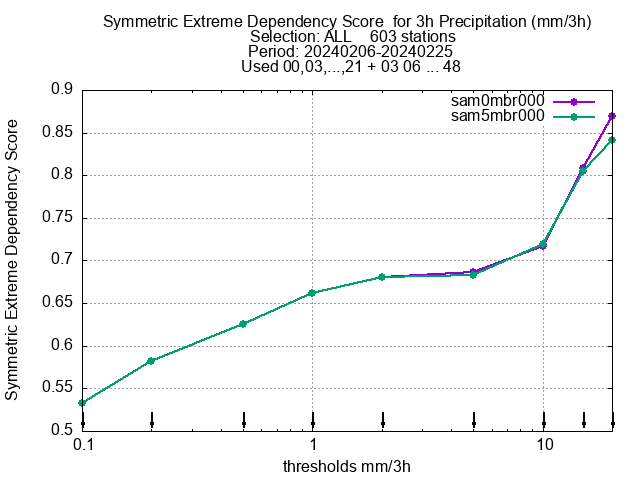 Symmetric Extreme Dependency Score  for 3h Precipitation (mm/3h)
Selection: ALL    603 stations
Period: 20240206-20240225
Used 00,03,...,21 + 03 06 ... 48
sam0mbr000
sam5mbr000
0.9
0.85
0.8
0.75
0.7
0.65
0.6
0.55
0.5
Symmetric Extreme Dependency Score
0.1 1 10
thresholds mm/3h